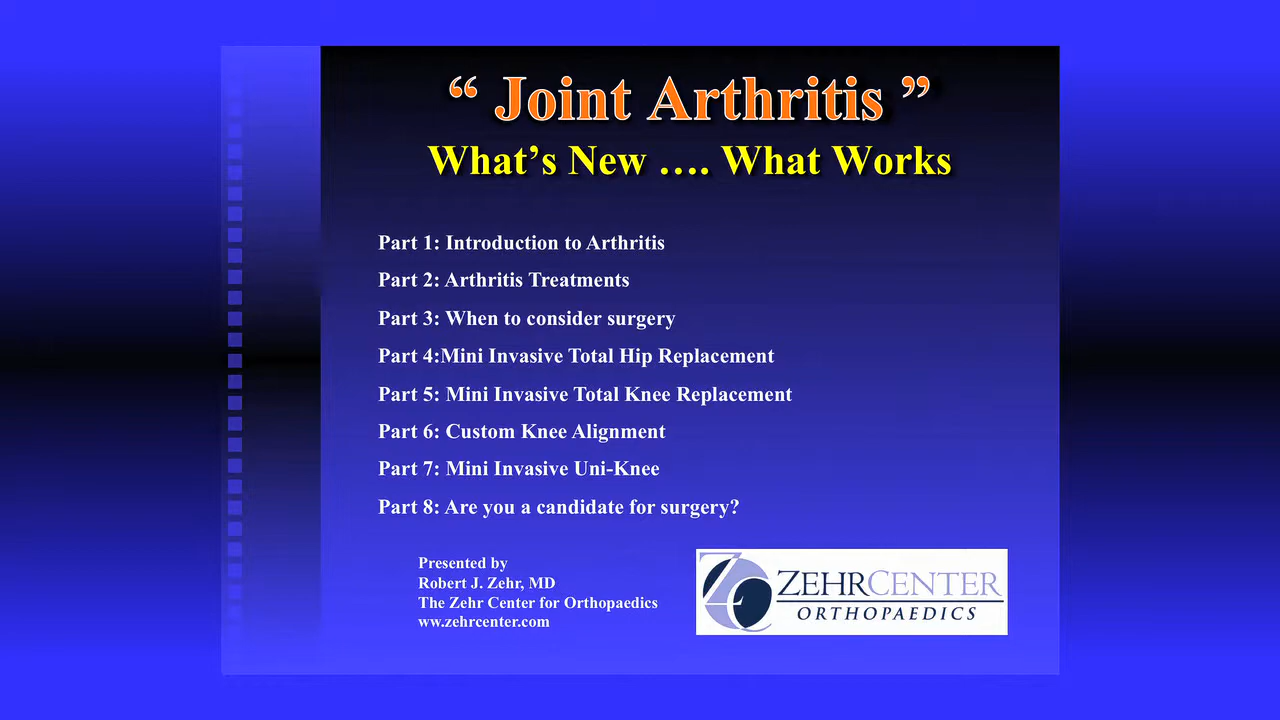 “ Joint Arthritis ”
What’s New …. What Works
Part 1: Introduction to Arthritis
Part 2: Arthritis Treatments
Part 3: When to consider surgery
Part 4:Mini Invasive Total Hip Replacement
Part 5: Mini Invasive Total Knee Replacement
Part 6: Custom Knee Alignment
Part 7: Mini Invasive Uni-Knee
Part 8: Are you a candidate for surgery?
Presented by
Robert J. Zehr, MD
The Zehr Center for Orthopaedics
ww.zehrcenter.com
ZEHRCENTER
ORTHOPAEDICS